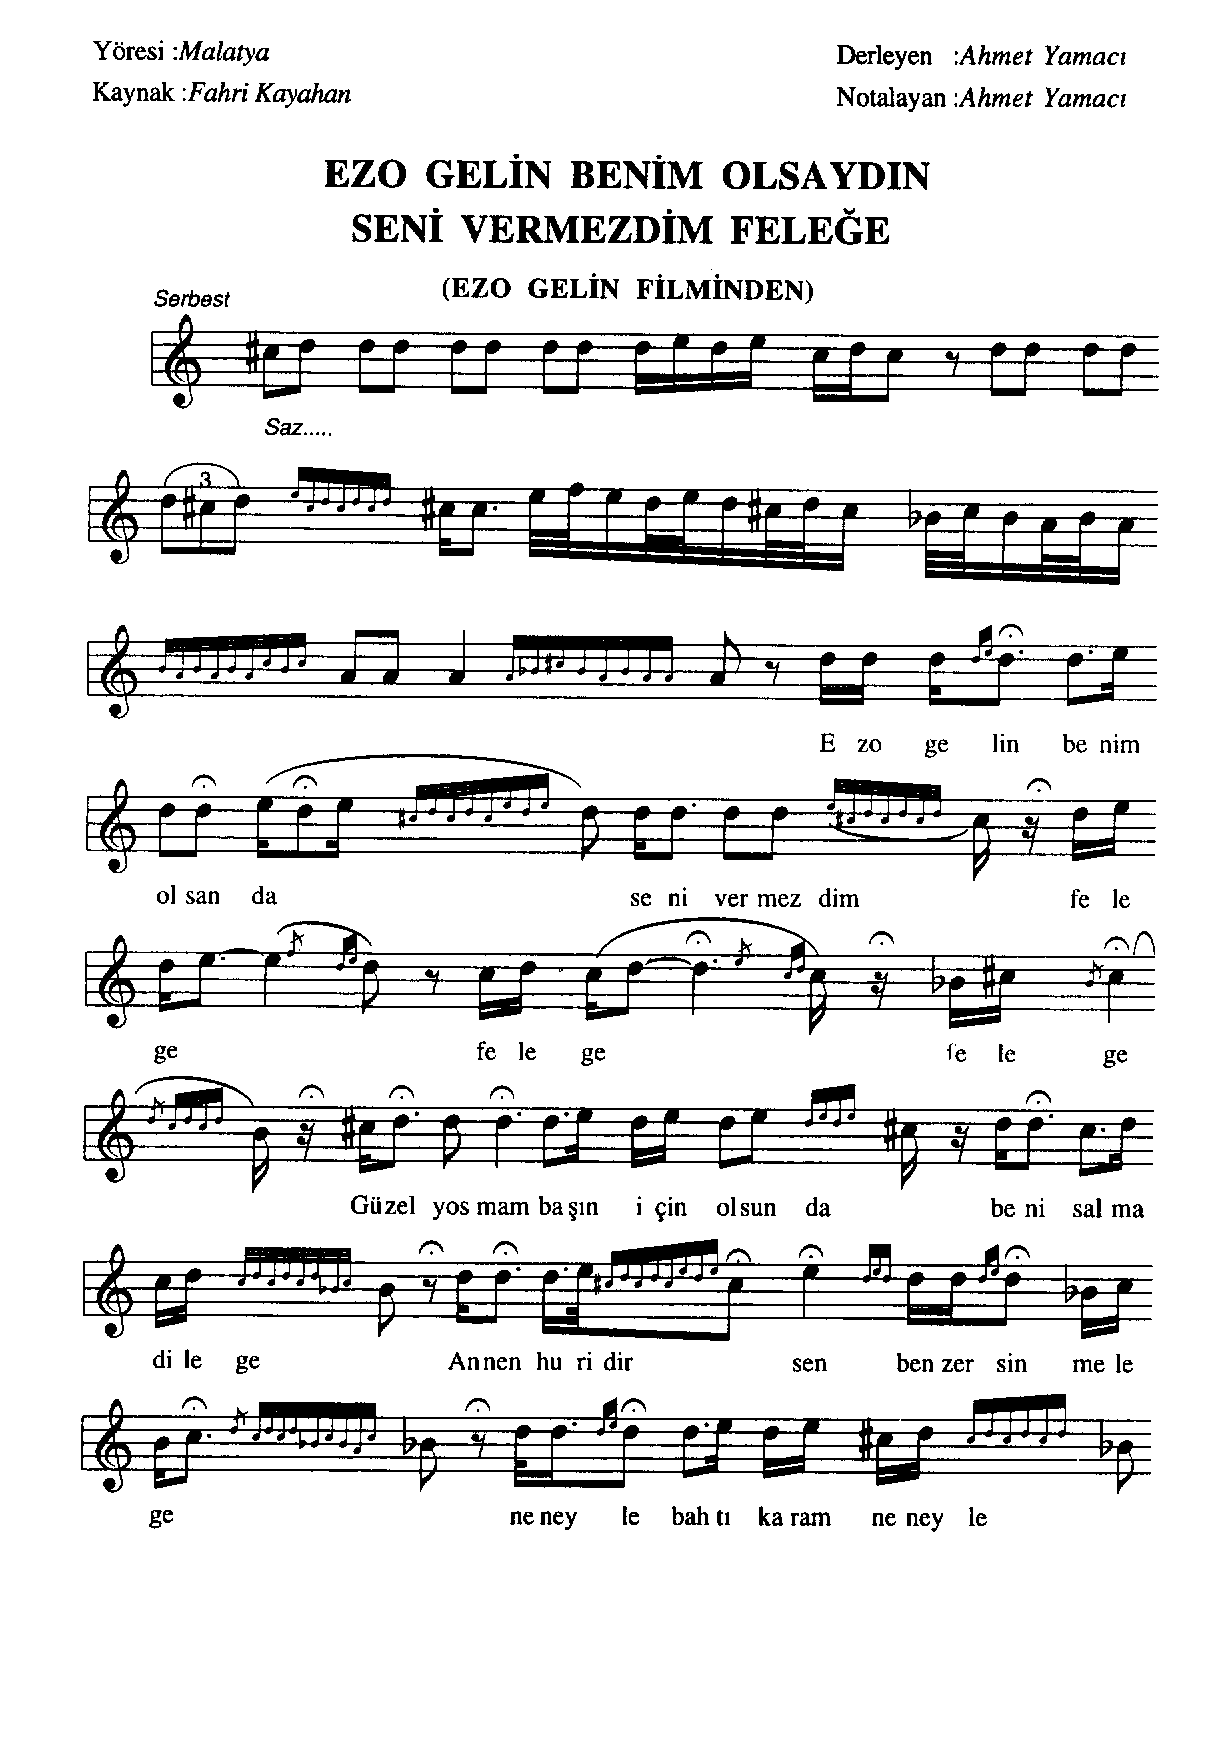 Yöresi :Malatya
Derleyen :Ahmet Yamacı
Kaynak :Fahri Kayahan
Notalayan :Ahmet Yamacı
EZO GELİN BENİM OLSAYDIN
SENİ VERMEZDİM FELEĞE
(EZO GELİN FİLMİNDEN)
Serbest
Saz.....
3
E zo ge lin be nim
ol san da se ni ver mez dim fe le
ge fe le ge fe le ge
Güzel yos mam ba şın i çin olsun da be ni sal ma
di le ge Annen hu ri dir sen ben zer sin me le
ge ne ney le bah tı ka ram ne ney le